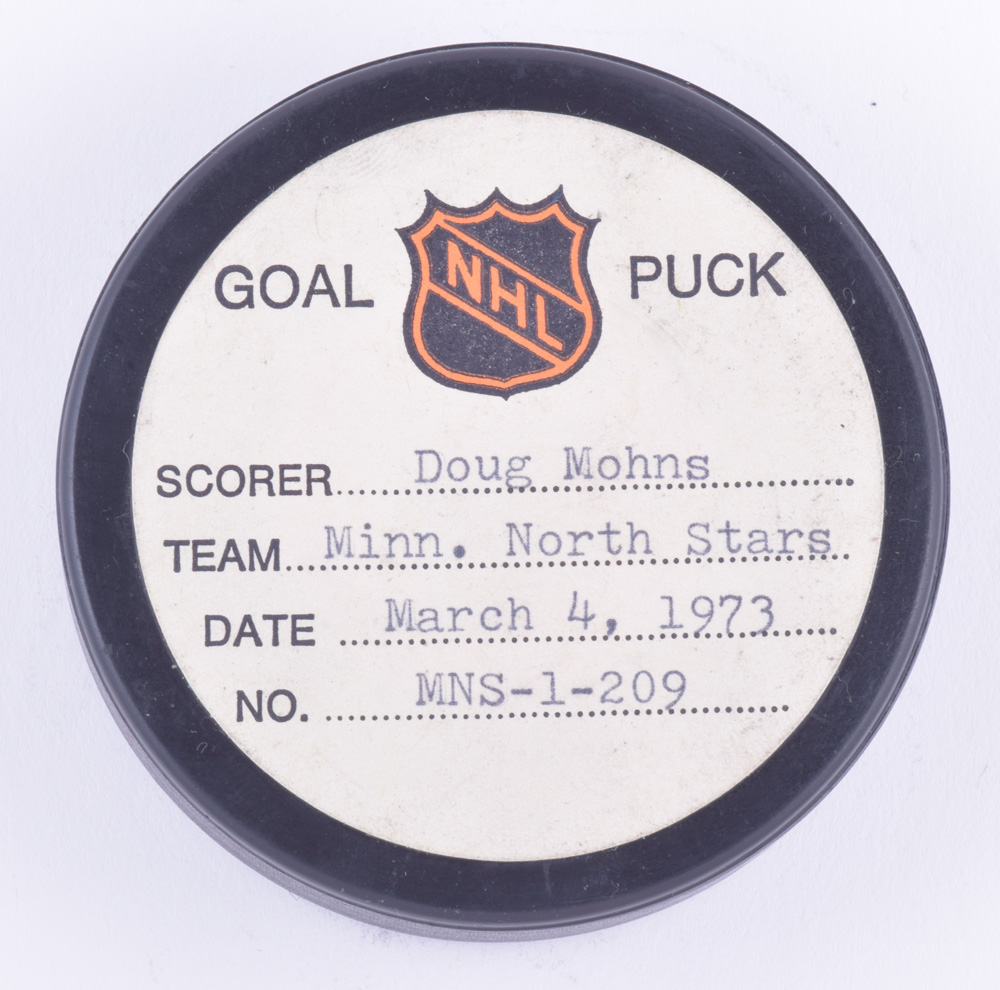 GOAL NHL PUCK
SCORER..... Doug Mohns
TEAM..... Minn. North Stars
DATE ..... March 4, 1973
NO. ..... MNS-1-209